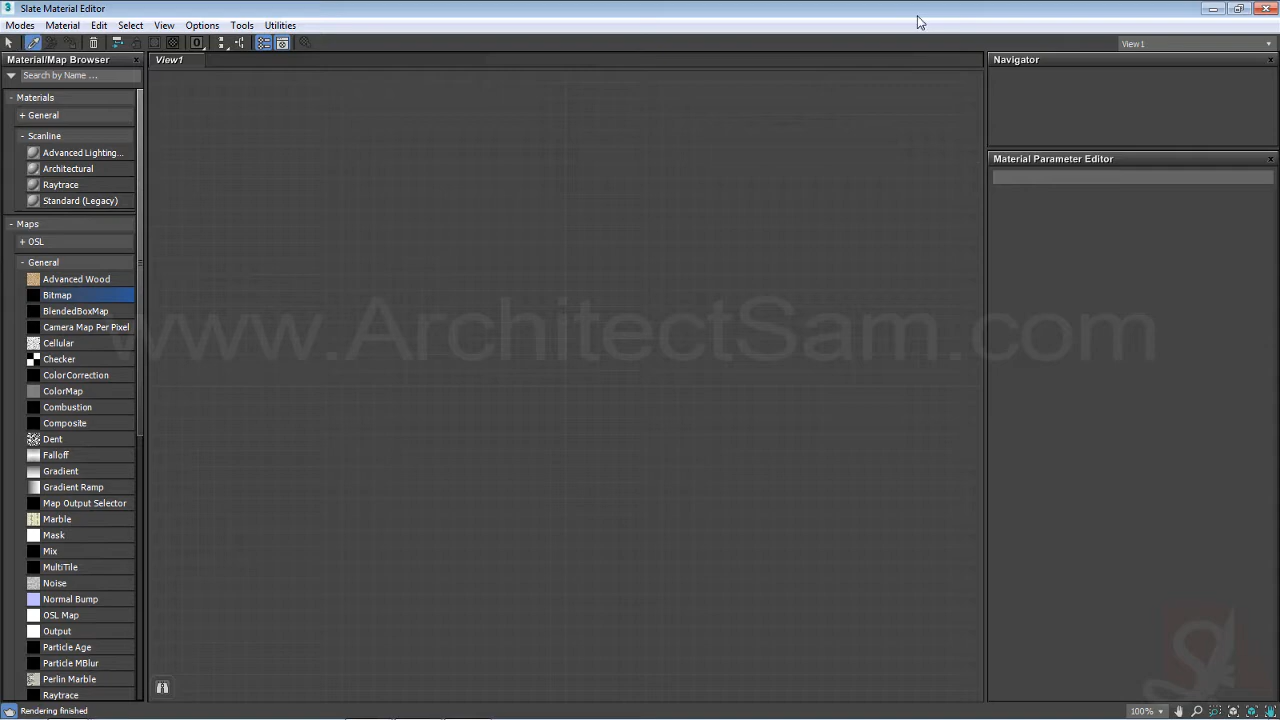 Slate Material Editor
Modes Material Edit Select View Options Tools Utilities
View1
Material/Map Browser
View1
Navigator
Search by Name ...
Materials
+ General
- Scanline
Advanced Lighting...
Architectural
Raytrace
Standard (Legacy)
- Maps
+ OSL
- General
Advanced Wood
Bitmap
BlendedBoxMap
Camera Map Per Pixel
Cellular
Checker
ColorCorrection
ColorMap
Combustion
Composite
Dent
Falloff
Gradient
Gradient Ramp
Map Output Selector
Marble
Mask
Mix
MultiTile
Noise
Normal Bump
OSL Map
Output
Particle Age
Particle MBlur
Perlin Marble
Raytrace
Material Parameter Editor
www.ArchitectSam.com
Rendering finished
100%